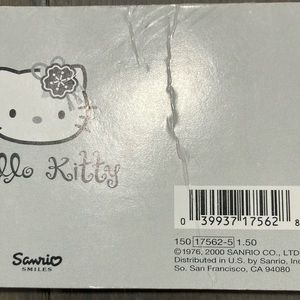 llo Kitty
0 39937 17562 8
150 17562-5 1.50
©1976, 2000 SANRIO CO., LTD
Distributed in U.S. by Sanrio, Inc
So. San Francisco, CA 94080
Sanrio
SMILES